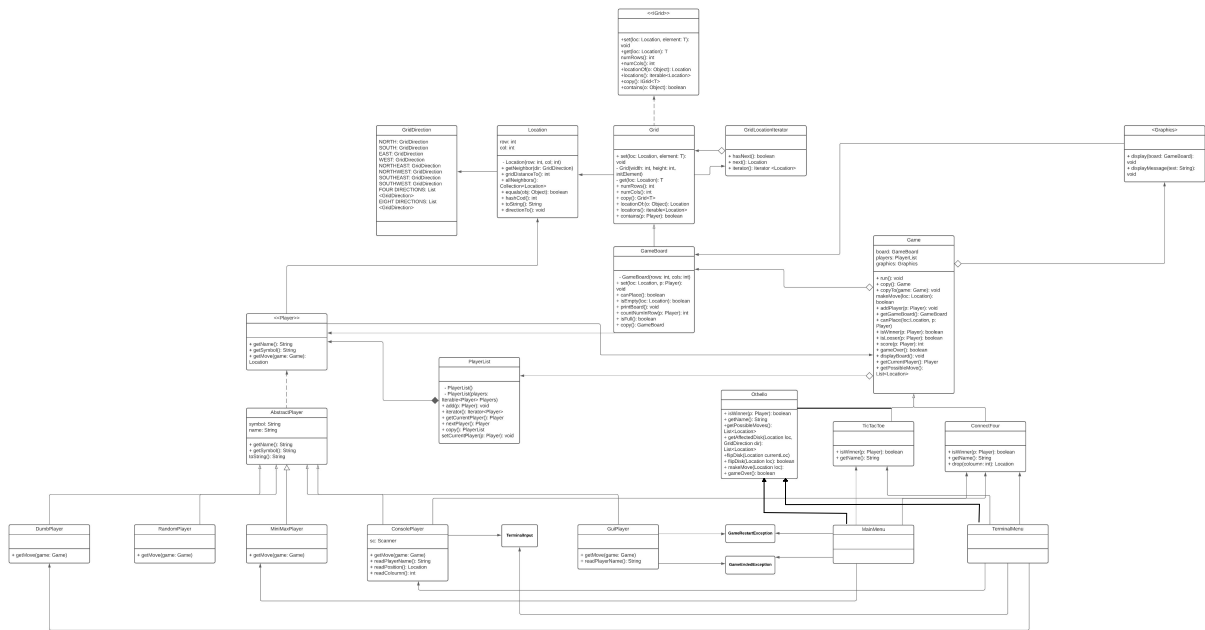 <<IGrid>>
+set(loc: Location, element: T):
void
+get(loc: Location): T
numRows(): int
+numCols(): int
+locationOf(o: Object): Location
+locations(): iterable<Location>
+copy(): IGrid<T>
+contains(o: Object): boolean
GridDirection
NORTH: GridDirection
SOUTH: GridDirection
EAST: GridDirection
WEST: GridDirection
NORTHEAST: GridDirection
NORTHWEST: GridDirection
SOUTHEAST: GridDirection
SOUTHWEST: GridDirection
FOUR DIRECTIONS: List
<GridDirection>
EIGHT DIRECTIONS: List
<GridDirection>
Location
row: int
col: int
- Location(row: int, col, int)
+ getNeighbor(dir: GridDirection)
+ gridDistanceTo(): int
+ allNeighbors():
Collection<Location>
+ equals(obj: Object): boolean
+ hashCod(): int
+ toString(): String
+ directionTo(): void
Grid
+ set(loc: Location, element: T):
void
- Grid(width: int, height: int,
initElement)
- get(loc: Location): T
+ numRows(): int
+ numCols(): int
+ copy(): Grid<T>
+ locationOf:(o: Object): Location
+ locations(): iterable<Location>
+ contains(p: Player): boolean
GridLocationIterator
+ hasNext(): boolean
+ next(): Location
+ iterator(): Iterator <Location>
<Graphics>
+ display(board: GameBoard):
void
+ displayMessage(text: String):
void
GameBoard
- GameBoard(rows: int, cols: int)
+ set(loc: Location, p: Player):
void
+ canPlace(): boolean
+ isEmpty(loc: Location): boolean
+ printBoard(): void
+ countNumInRow(p: Player): int
+ isFull(): boolean
+ copy(): GameBoard
Game
board: GameBoard
players: PlayerList
graphics: Graphics
+ run(): void
+ copy(): Game
+ copyTo(game: Game): void
makeMove(loc: Location):
boolean
+ addPlayer(p: Player): void
+ getGameBoard(): GameBoard
+ canPlace(loc:Location, p:
Player)
+ isWinner(p: Player): boolean
+ isLooser(p: Player): boolean
+ score(p: Player): int
+ gameOver(): boolean
+ displayBoard(): void
+ getCurrentPlayer(): Player
+ getPossibleMove():
List<Location>
<<Player>>
+ getName(): String
+ getSymbol(): String
+ getMove(game: Game):
Location
PlayerList
- PlayerList()
- PlayerList(players:
Iterable<Player> Players)
+ add(p: Player): void
+ iterator(): Iterator<Player>
+ getCurrentPlayer(): Player
+ nextPlayer(): Player
+ copy(): PlayerList
setCurrentPlayer(p: Player): void
AbstractPlayer
symbol: String
name: String
+ getName(): String
+ getSymbol(): String
toString(): String
Othello
+ isWinner(p: Player): boolean
+ getName(): String
+getPossibleMoves():
List<Location>
+ getAffectedDisk(Location loc,
GridDirection dir):
List<Location>
+flipDisk(Location currentLoc)
+ flipDisk(Location loc): boolean
+ makeMove(Location loc):
+ gameOver(): boolean
TicTacToe
+ isWinner(p: Player): boolean
+ getName(): String
ConnextFour
+ isWinner(p: Player): boolean
+ getName(): String
+ drop(coloumn: int): Location
DumbPlayer
+ getMove(game: Game)
RandomPlayer
+ getMove(game: Game)
MiniMaxPlayer
+ getMove(game: Game)
ConsolePlayer
sc: Scanner
+ getMove(game: Game)
+ readPlayerName(): String
+ readPosition(): Location
+ readColoumn(): int
TerminalInput
GuiPlayer
+ getMove(game: Game)
+ readPlayerName(): String
GameRestartException
GameEndedException
MainMenu
TerminalMenu